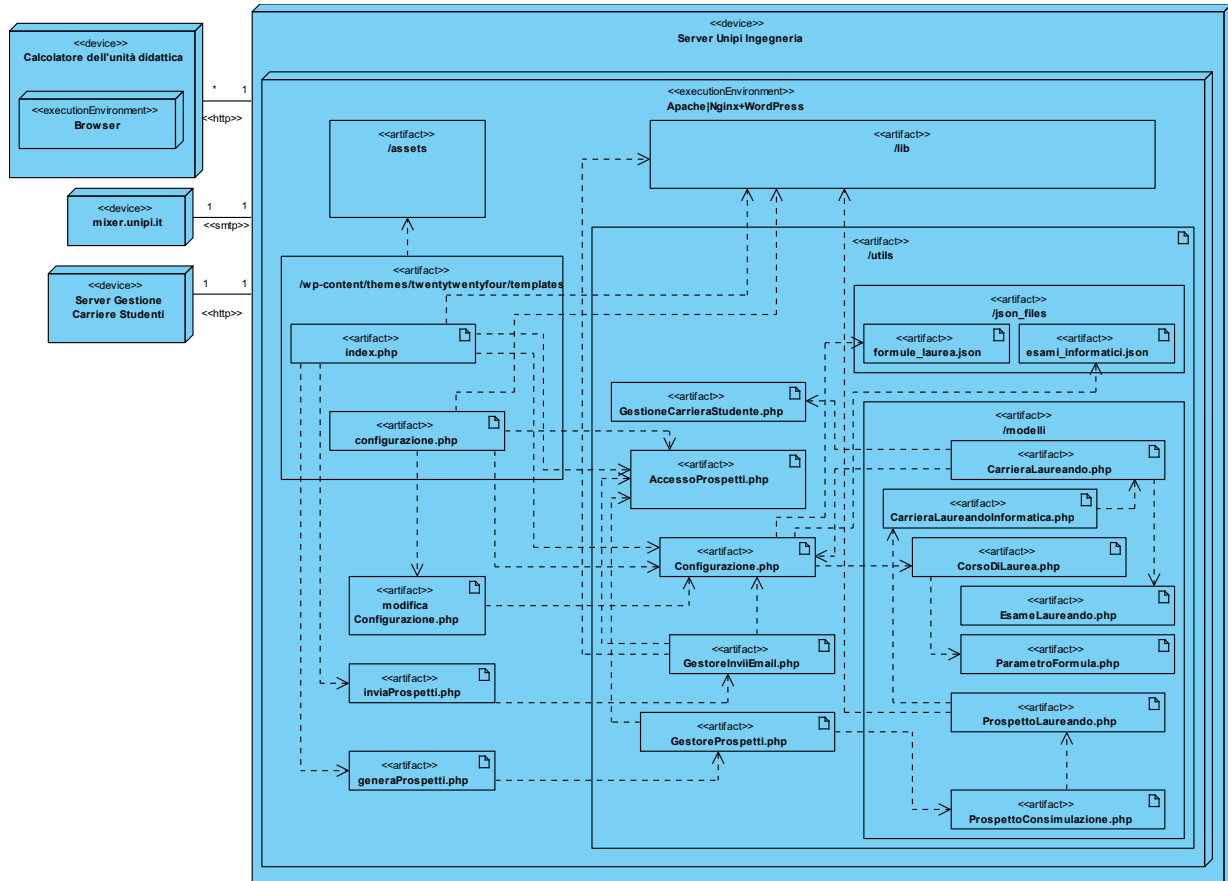 <<device>>
Calcolatore dell'unità didattica
<<executionEnvironment>>
Browser
* 1
<<http>>
<<device>>
mixer.unipi.it
1 1
<<smtp>>
<<device>>
Server Gestione
Carriere Studenti
1 1
<<http>>
<<device>>
Server Unipi Ingegneria
<<executionEnvironment>>
Apache|Nginx+WordPress
<<artifact>>
/assets
<<artifact>>
/lib
<<artifact>>
/wp-content/themes/twentytwentyfour/templates
<<artifact>>
index.php
<<artifact>>
configurazione.php
<<artifact>>
modifica
Configurazione.php
<<artifact>>
inviaProspetti.php
<<artifact>>
generaProspetti.php
<<artifact>>
/utils
<<artifact>>
/json_files
<<artifact>>
formule_laurea.json
<<artifact>>
esami_informatici.json
<<artifact>>
GestioneCarrieraStudente.php
<<artifact>>
AccessoProspetti.php
<<artifact>>
Configurazione.php
<<artifact>>
GestoreInviiEmail.php
<<artifact>>
GestoreProspetti.php
<<artifact>>
/modelli
<<artifact>>
CarrieraLaureando.php
<<artifact>>
CarrieraLaureandoInformatica.php
<<artifact>>
CorsoDiLaurea.php
<<artifact>>
EsameLaureando.php
<<artifact>>
ParametroFormula.php
<<artifact>>
ProspettoLaureando.php
<<artifact>>
ProspettoConsimulazione.php